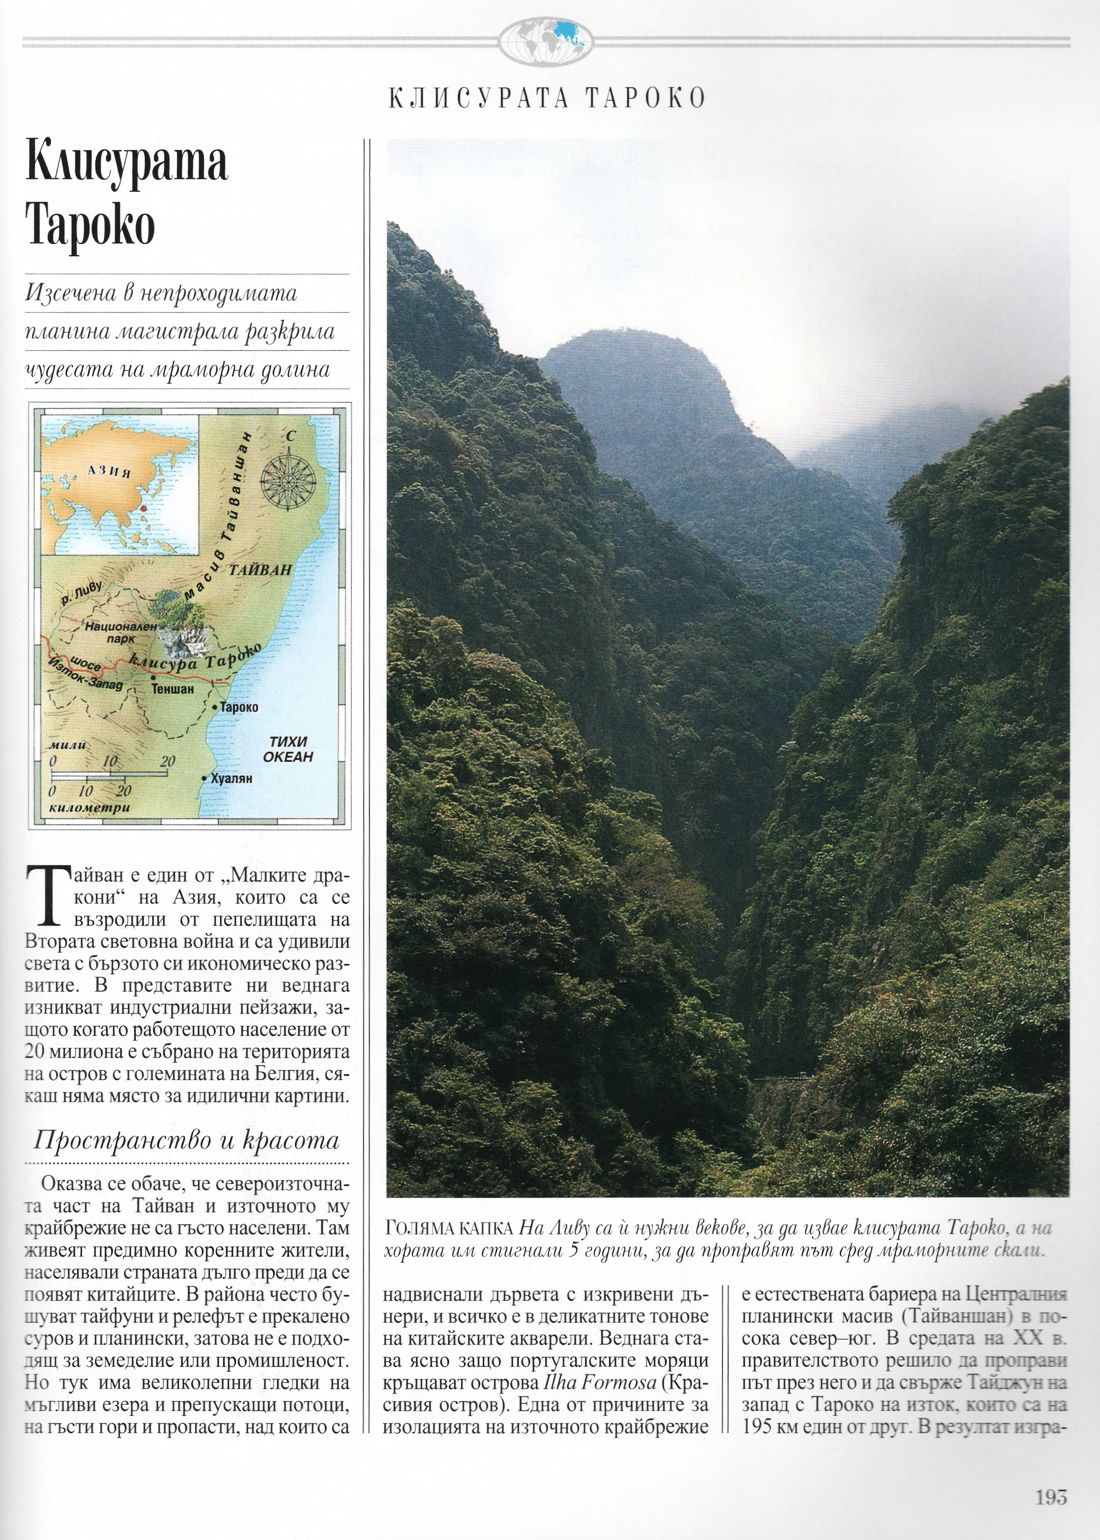 КЛИСУРАТА ТАРОКО
Клисурата
Тароко
Изсечена в непроходимата
планина магистрала разкрила
чудесата на мраморна долина
АЗИЯ
С
масив Тайваншан
ТАЙВАН
р. Ливу
Национален
парк
клисура Тароко
шосе
Изток-Запад
Теншан
Тароко
ТИХИ
ОКЕАН
мили
0 10 20
0 10 20
километри
Хуалян
Тайван е един от „Малките дра-
кони“ на Азия, които са се
възродили от пепелищата на
Втората световна война и са удивили
света с бързото си икономическо раз-
витие. В представите ни веднага
изникват индустриални пейзажи, за-
щото когато работещото население от
20 милиона е събрано на територията
на остров с големината на Белгия, ся-
каш няма място за идилични картини.
Пространство и красота
Оказва се обаче, че североизточна-
та част на Тайван и източното му
крайбрежие не са гъсто населени. Там
живеят предимно коренните жители,
населявали страната дълго преди да се
появят китайците. В района често бу-
шуват тайфуни и релефът е прекалено
суров и планински, затова не е подхо-
дящ за земеделие или промишленост.
Но тук има великолепни гледки на
мъгливи езера и препускащи потоци,
на гъсти гори и пропасти, над които са
ГОЛЯМА КАПКА На Ливу са ѝ нужни векове, за да извае клисурата Тароко, а на
хората им стигнали 5 години, за да проправят път сред мраморните скали.
надвиснали дървета с изкривени дъ-
нери, и всичко е в деликатните тонове
на китайските акварели. Веднага ста-
ва ясно защо португалските моряци
кръщават острова Ilha Formosa (Кра-
сивия остров). Една от причините за
изолацията на източното крайбрежие
е естествената бариера на Централния
планински масив (Тайваншан) в по-
сока север–юг. В средата на XX в.
правителството решило да проправи
път през него и да свърже Тайджун на
запад с Тароко на изток, които са на
195 км един от друг. В резултат изгра-
193